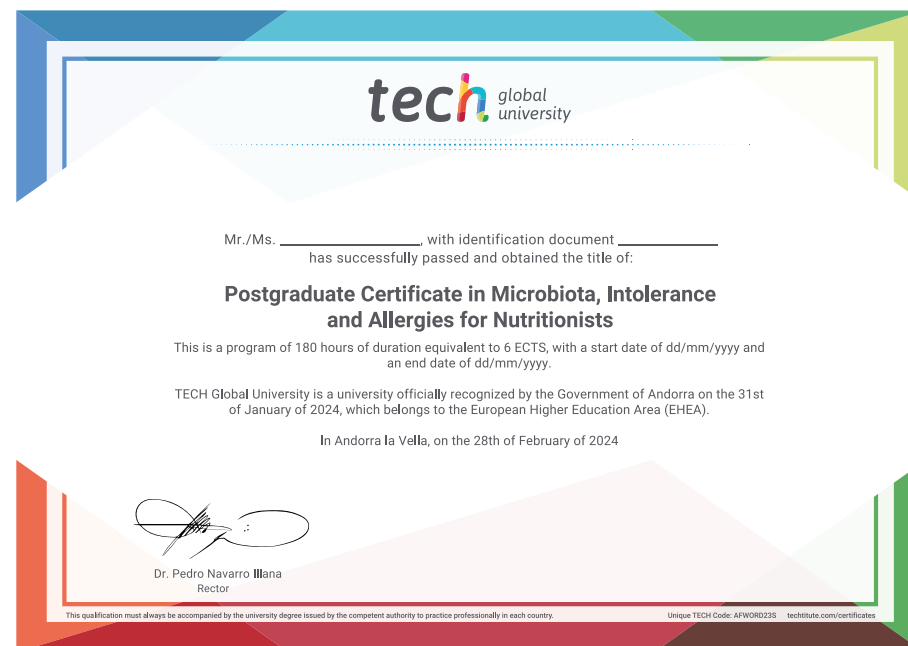 tech global
university
Mr./Ms. ____________________, with identification document ______________
has successfully passed and obtained the title of:
Postgraduate Certificate in Microbiota, Intolerance
and Allergies for Nutritionists
This is a program of 180 hours of duration equivalent to 6 ECTS, with a start date of dd/mm/yyyy and
an end date of dd/mm/yyyy.
TECH Global University is a university officially recognized by the Government of Andorra on the 31st
of January of 2024, which belongs to the European Higher Education Area (EHEA).
In Andorra la Vella, on the 28th of February of 2024
Dr. Pedro Navarro Illana
Rector
This qualification must always be accompanied by the university degree issued by the competent authority to practice professionally in each country.
Unique TECH Code: AFWORD23S techtitute.com/certificates